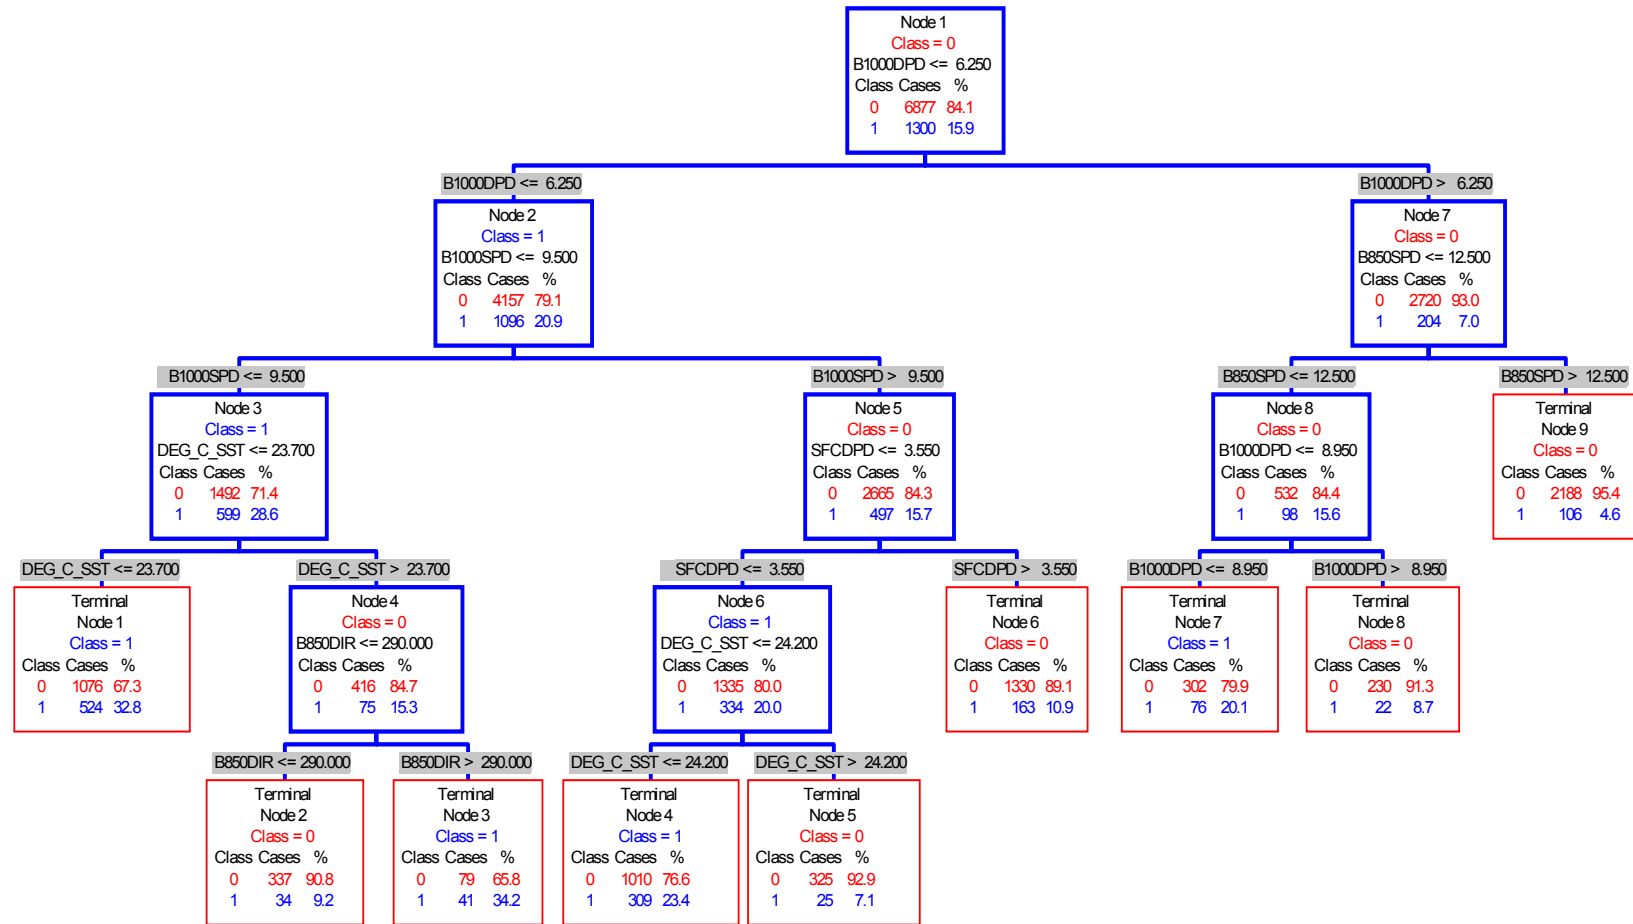 Node 1
Class = 0
B1000DPD <= 6.250
Class Cases %
0 6877 84.1
1 1300 15.9
B1000DPD <= 6.250
B1000DPD > 6.250
Node 2
Class = 1
B1000SPD <= 9.500
Class Cases %
0 4157 79.1
1 1096 20.9
Node 7
Class = 0
B850SPD <= 12.500
Class Cases %
0 2720 93.0
1 204 7.0
B1000SPD <= 9.500
B1000SPD > 9.500
B850SPD <= 12.500
B850SPD > 12.500
Node 3
Class = 1
DEG_C_SST <= 23.700
Class Cases %
0 1492 71.4
1 599 28.6
Node 5
Class = 0
SFCDPD <= 3.550
Class Cases %
0 2665 84.3
1 497 15.7
Node 8
Class = 0
B1000DPD <= 8.950
Class Cases %
0 532 84.4
1 98 15.6
Terminal
Node 9
Class = 0
Class Cases %
0 2188 95.4
1 106 4.6
DEG_C_SST <= 23.700
DEG_C_SST > 23.700
SFCDPD <= 3.550
SFCDPD > 3.550
B1000DPD <= 8.950
B1000DPD > 8.950
Terminal
Node 1
Class = 1
Class Cases %
0 1076 67.3
1 524 32.8
Node 4
Class = 0
B850DIR <= 290.000
Class Cases %
0 416 84.7
1 75 15.3
Node 6
Class = 1
DEG_C_SST <= 24.200
Class Cases %
0 1335 80.0
1 334 20.0
Terminal
Node 6
Class = 0
Class Cases %
0 1330 89.1
1 163 10.9
Terminal
Node 7
Class = 1
Class Cases %
0 302 79.9
1 76 20.1
Terminal
Node 8
Class = 0
Class Cases %
0 230 91.3
1 22 8.7
B850DIR <= 290.000
B850DIR > 290.000
DEG_C_SST <= 24.200
DEG_C_SST > 24.200
Terminal
Node 2
Class = 0
Class Cases %
0 337 90.8
1 34 9.2
Terminal
Node 3
Class = 1
Class Cases %
0 79 65.8
1 41 34.2
Terminal
Node 4
Class = 1
Class Cases %
0 1010 76.6
1 309 23.4
Terminal
Node 5
Class = 0
Class Cases %
0 325 92.9
1 25 7.1